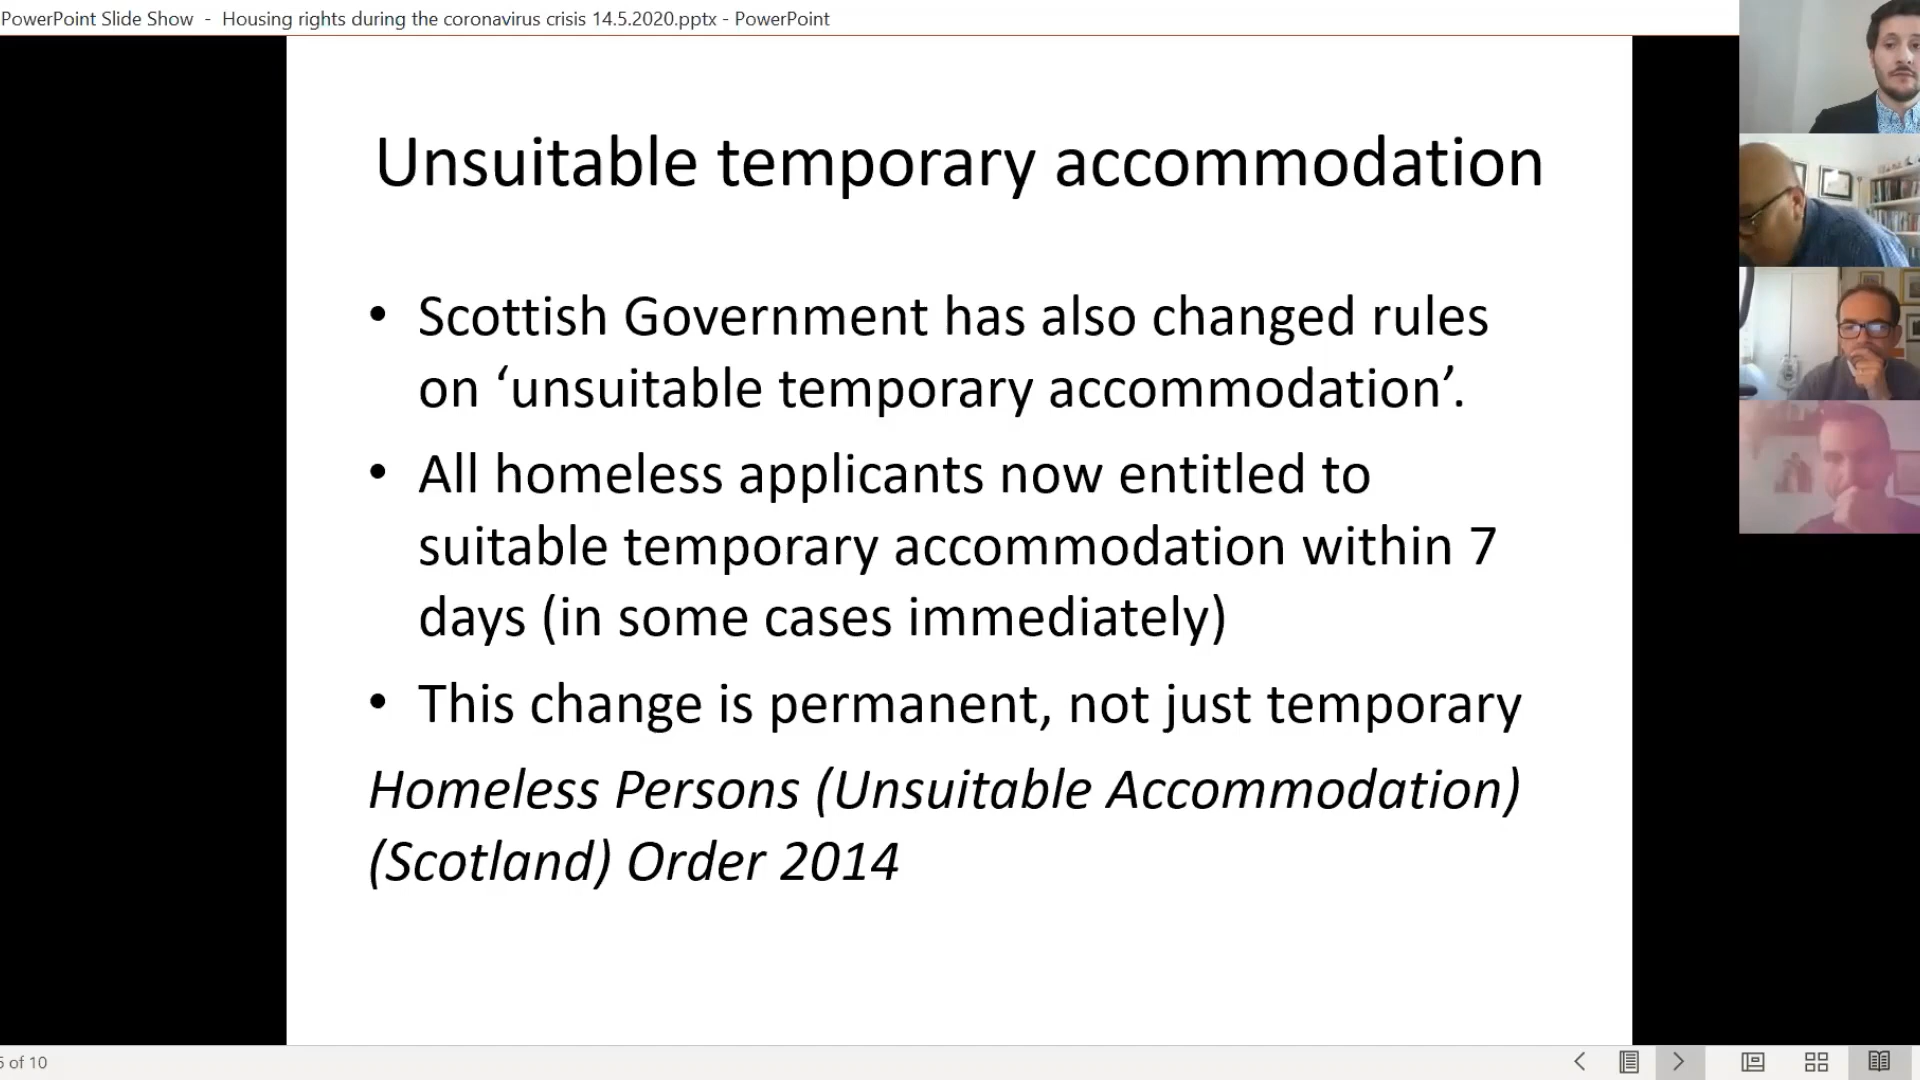 PowerPoint Slide Show - Housing rights during the coronavirus crisis 14.5.2020.pptx - PowerPoint
Unsuitable temporary accommodation
• Scottish Government has also changed rules
on ‘unsuitable temporary accommodation’.
• All homeless applicants now entitled to
suitable temporary accommodation within 7
days (in some cases immediately)
• This change is permanent, not just temporary
Homeless Persons (Unsuitable Accommodation)
(Scotland) Order 2014
of 10